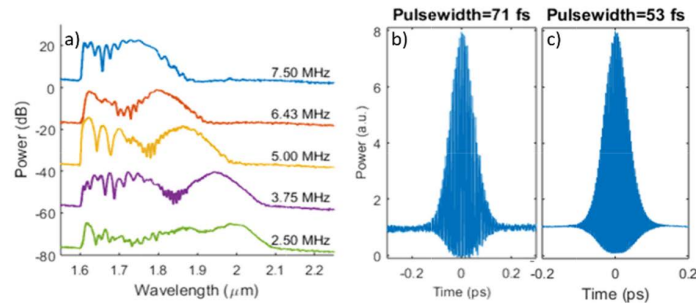 Pulsewidth=71 fs
Pulsewidth=53 fs
a)
b)
c)
Power (dB)
20
0
-20
-40
-60
-80
7.50 MHz
6.43 MHz
5.00 MHz
3.75 MHz
2.50 MHz
1.6 1.7 1.8 1.9 2 2.1 2.2
Wavelength (μm)
Power (a.u.)
8
6
4
2
0
-0.2 0 0.2
Time (ps)
-0.2 0 0.2
Time (ps)